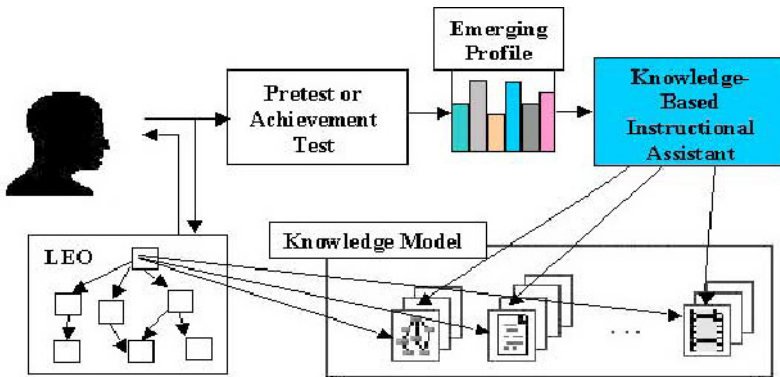 Emerging
Profile
Pretest or
Achievement
Test
Knowledge-
Based
Instructional
Assistant
LEO
Knowledge Model
. . .